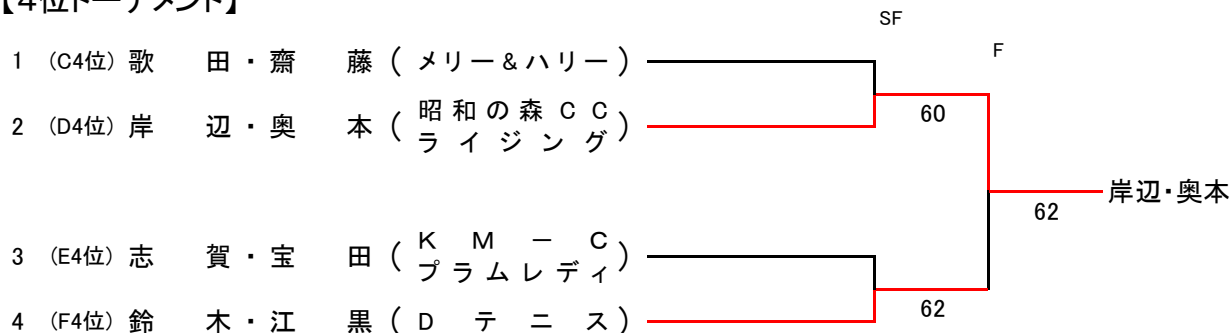 【4位トーナメント】
SF
F
1 (C4位) 歌 田・齋 藤 ( メリー&ハリー )
60
2 (D4位) 岸 辺・奥 本 ( 昭和の森CC
ライジング )
岸辺・奥本
62
3 (E4位) 志 賀・宝 田 ( KM-C
プラムレディ )
62
4 (F4位) 鈴 木・江 黒 ( Dテニス )